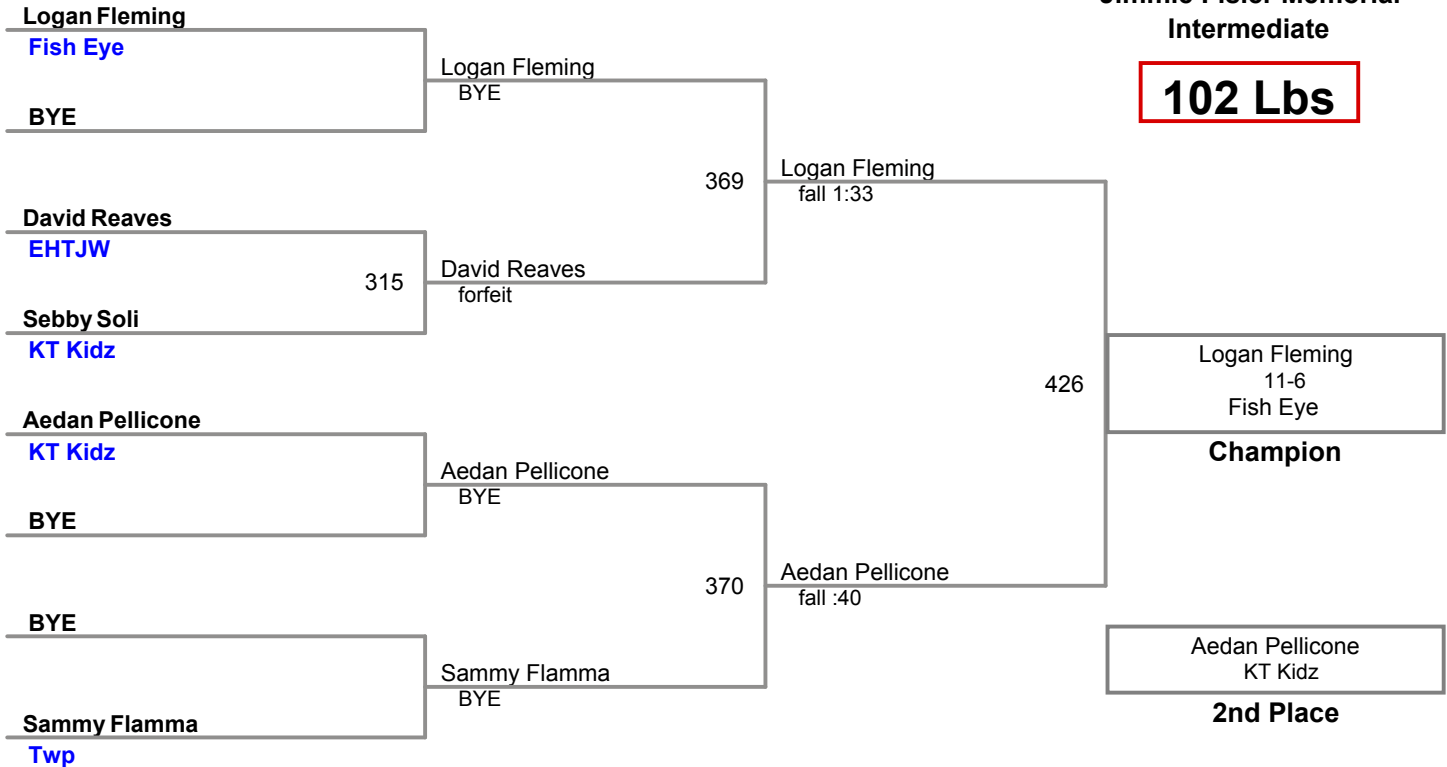 Intermediate
102 Lbs
Logan Fleming
Fish Eye
BYE
David Reaves
EHTJW
Sebby Soli
KT Kidz
Aedan Pellicone
KT Kidz
BYE
BYE
Sammy Flamma
Twp
Logan Fleming
BYE
315
David Reaves
forfeit
Aedan Pellicone
BYE
Sammy Flamma
BYE
369
Logan Fleming
fall 1:33
370
Aedan Pellicone
fall :40
426
Logan Fleming
11-6
Fish Eye
Champion
Aedan Pellicone
KT Kidz
2nd Place